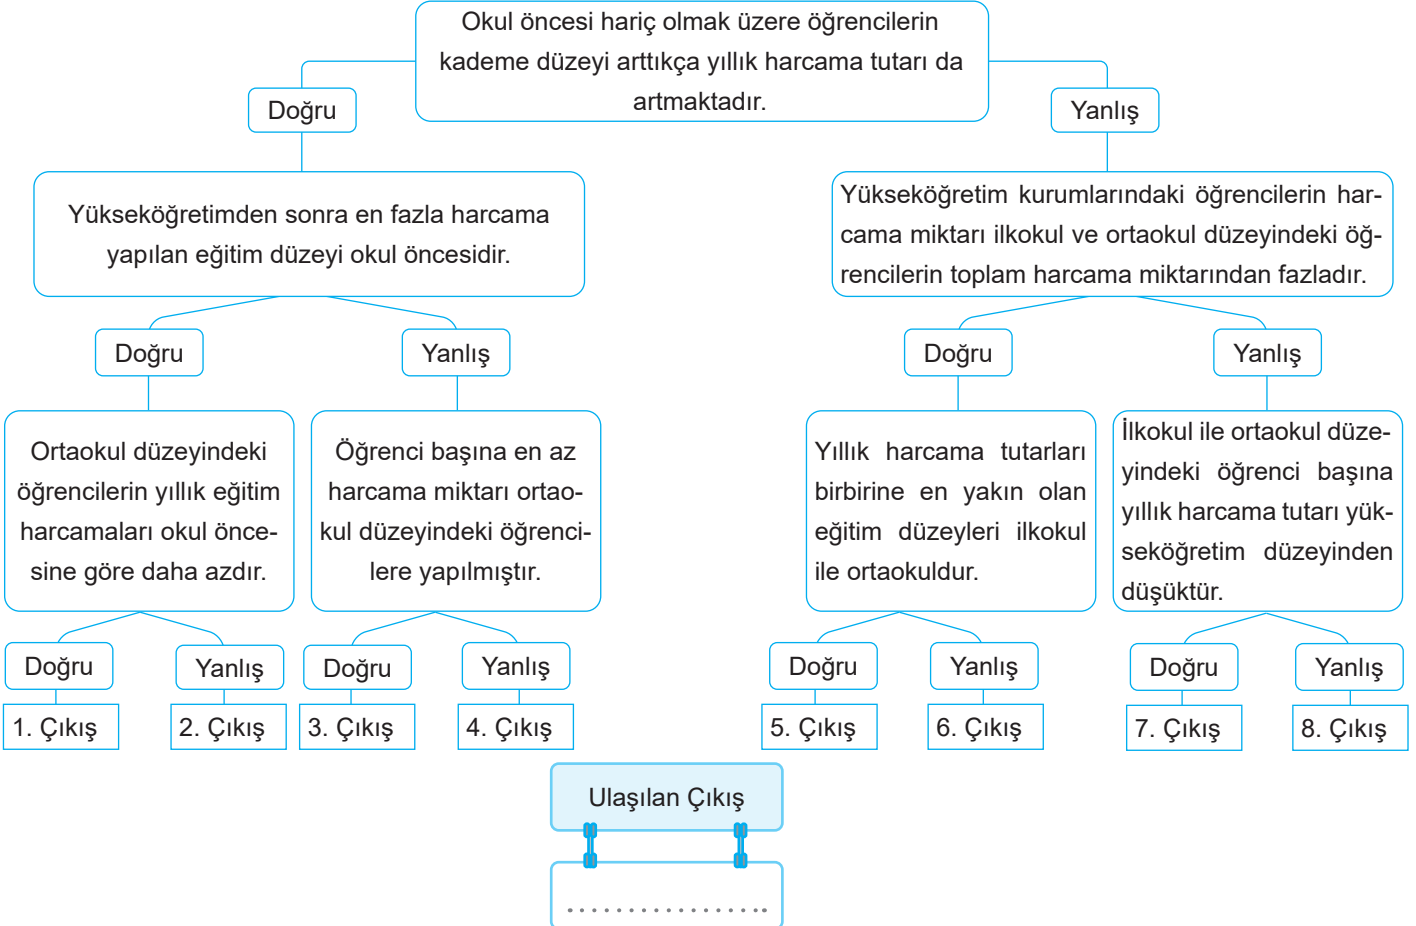 Okul öncesi hariç olmak üzere öğrencilerin
kademe düzeyi arttıkça yıllık harcama tutarı da
artmaktadır.
Doğru
Yanlış
Yükseköğretimden sonra en fazla harcama
yapılan eğitim düzeyi okul öncesidir.
Yükseköğretim kurumlarındaki öğrencilerin har-
cama miktarı ilkokul ve ortaokul düzeyindeki öğ-
rencilerin toplam harcama miktarından fazladır.
Doğru
Yanlış
Doğru
Yanlış
Ortaokul düzeyindeki
öğrencilerin yıllık eğitim
harcamaları okul önce-
sine göre daha azdır.
Öğrenci başına en az
harcama miktarı ortao-
kul düzeyindeki öğrenci-
lere yapılmıştır.
Yıllık harcama tutarları
birbirine en yakın olan
eğitim düzeyleri ilkokul
ile ortaokuldur.
İlkokul ile ortaokul düze-
yindeki öğrenci başına
yıllık harcama tutarı yük-
seköğretim düzeyinden
düşüktür.
Doğru
Yanlış
Doğru
Yanlış
Doğru
Yanlış
Doğru
Yanlış
1. Çıkış
2. Çıkış
3. Çıkış
4. Çıkış
5. Çıkış
6. Çıkış
7. Çıkış
8. Çıkış
Ulaşılan Çıkış
..................